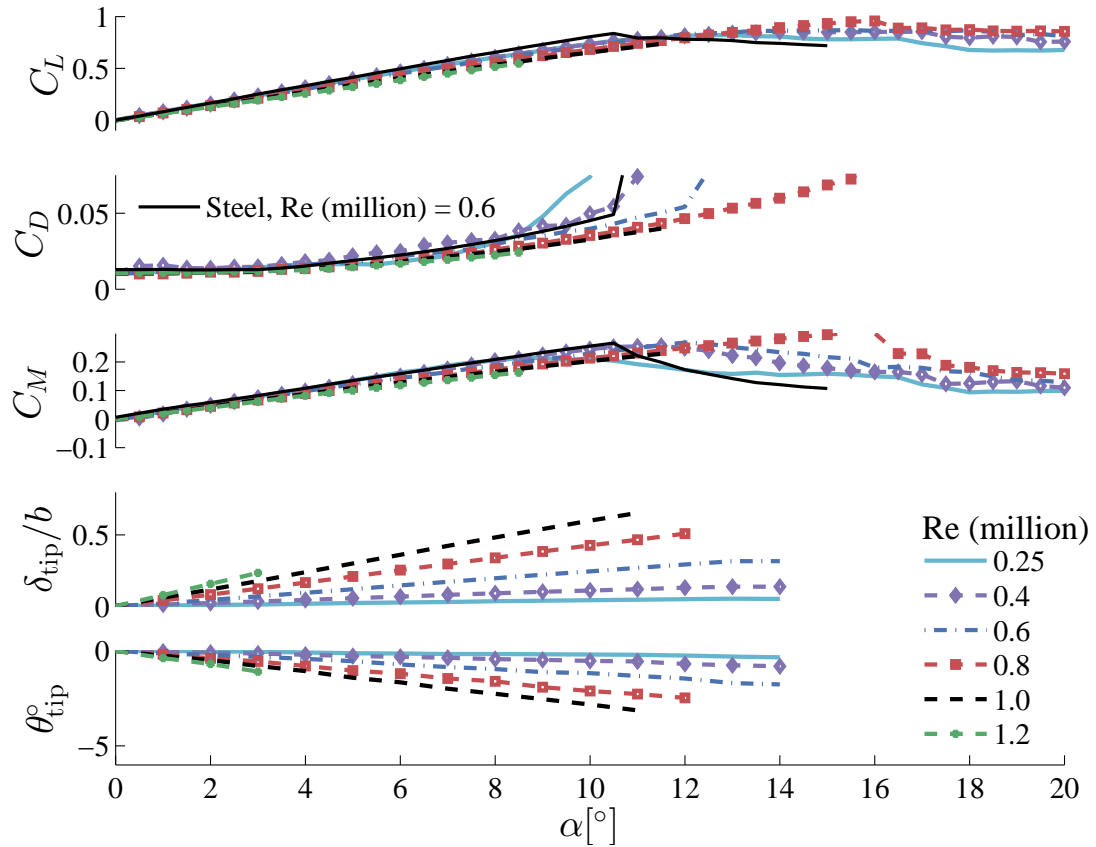 1
0.5
0
C_L
0.05
0
C_D
Steel, Re (million) = 0.6
0.2
0.1
0
−0.1
C_M
0.5
0
δ_tip/b
0
−5
θ°_tip
Re (million)
0.25
0.4
0.6
0.8
1.0
1.2
0 2 4 6 8 10 12 14 16 18 20
α[°]